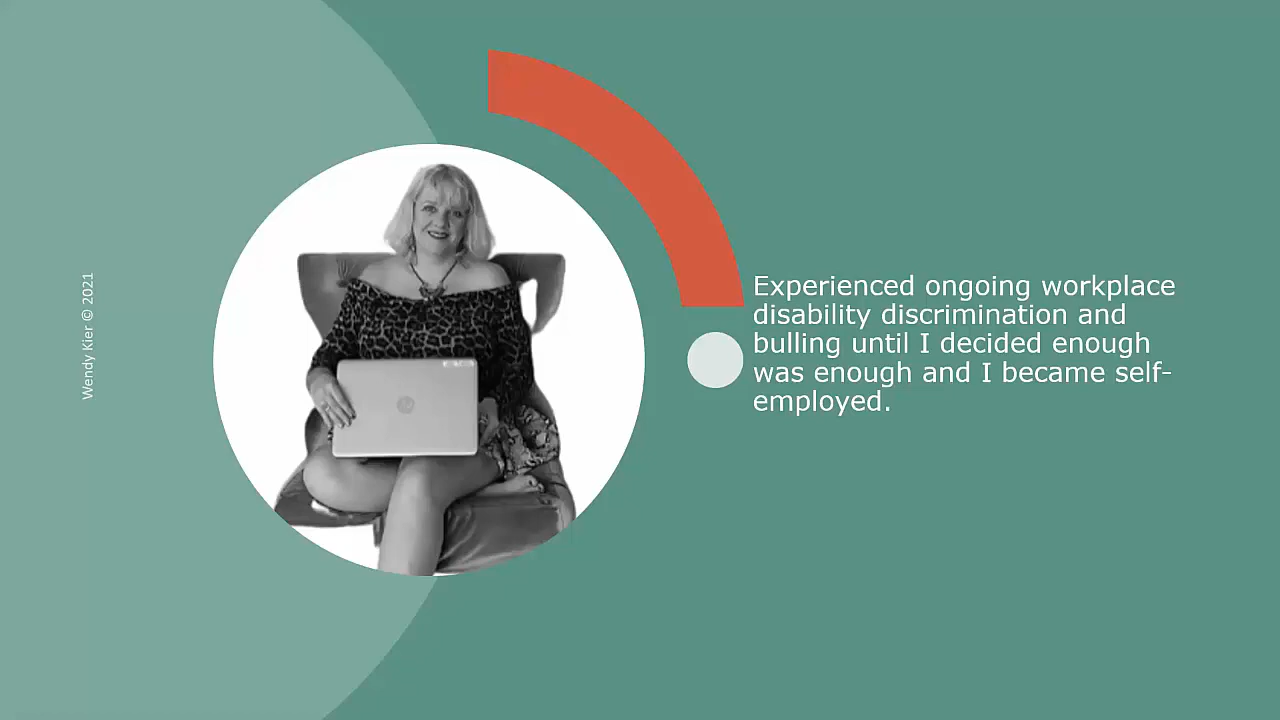 Wendy Kier © 2021
Experienced ongoing workplace
disability discrimination and
bulling until I decided enough
was enough and I became self-
employed.